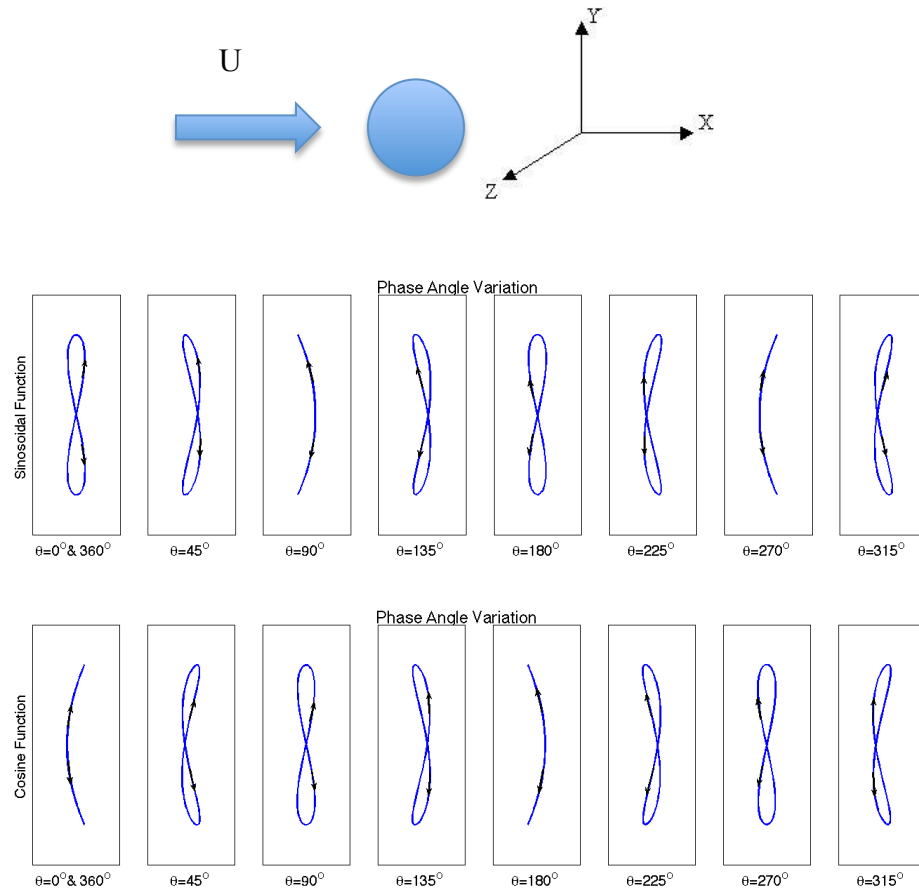 U
Y
X
Z
Phase Angle Variation
Sinosoidal Function
θ=0° & 360° θ=45° θ=90° θ=135° θ=180° θ=225° θ=270° θ=315°
Phase Angle Variation
Cosine Function
θ=0° & 360° θ=45° θ=90° θ=135° θ=180° θ=225° θ=270° θ=315°